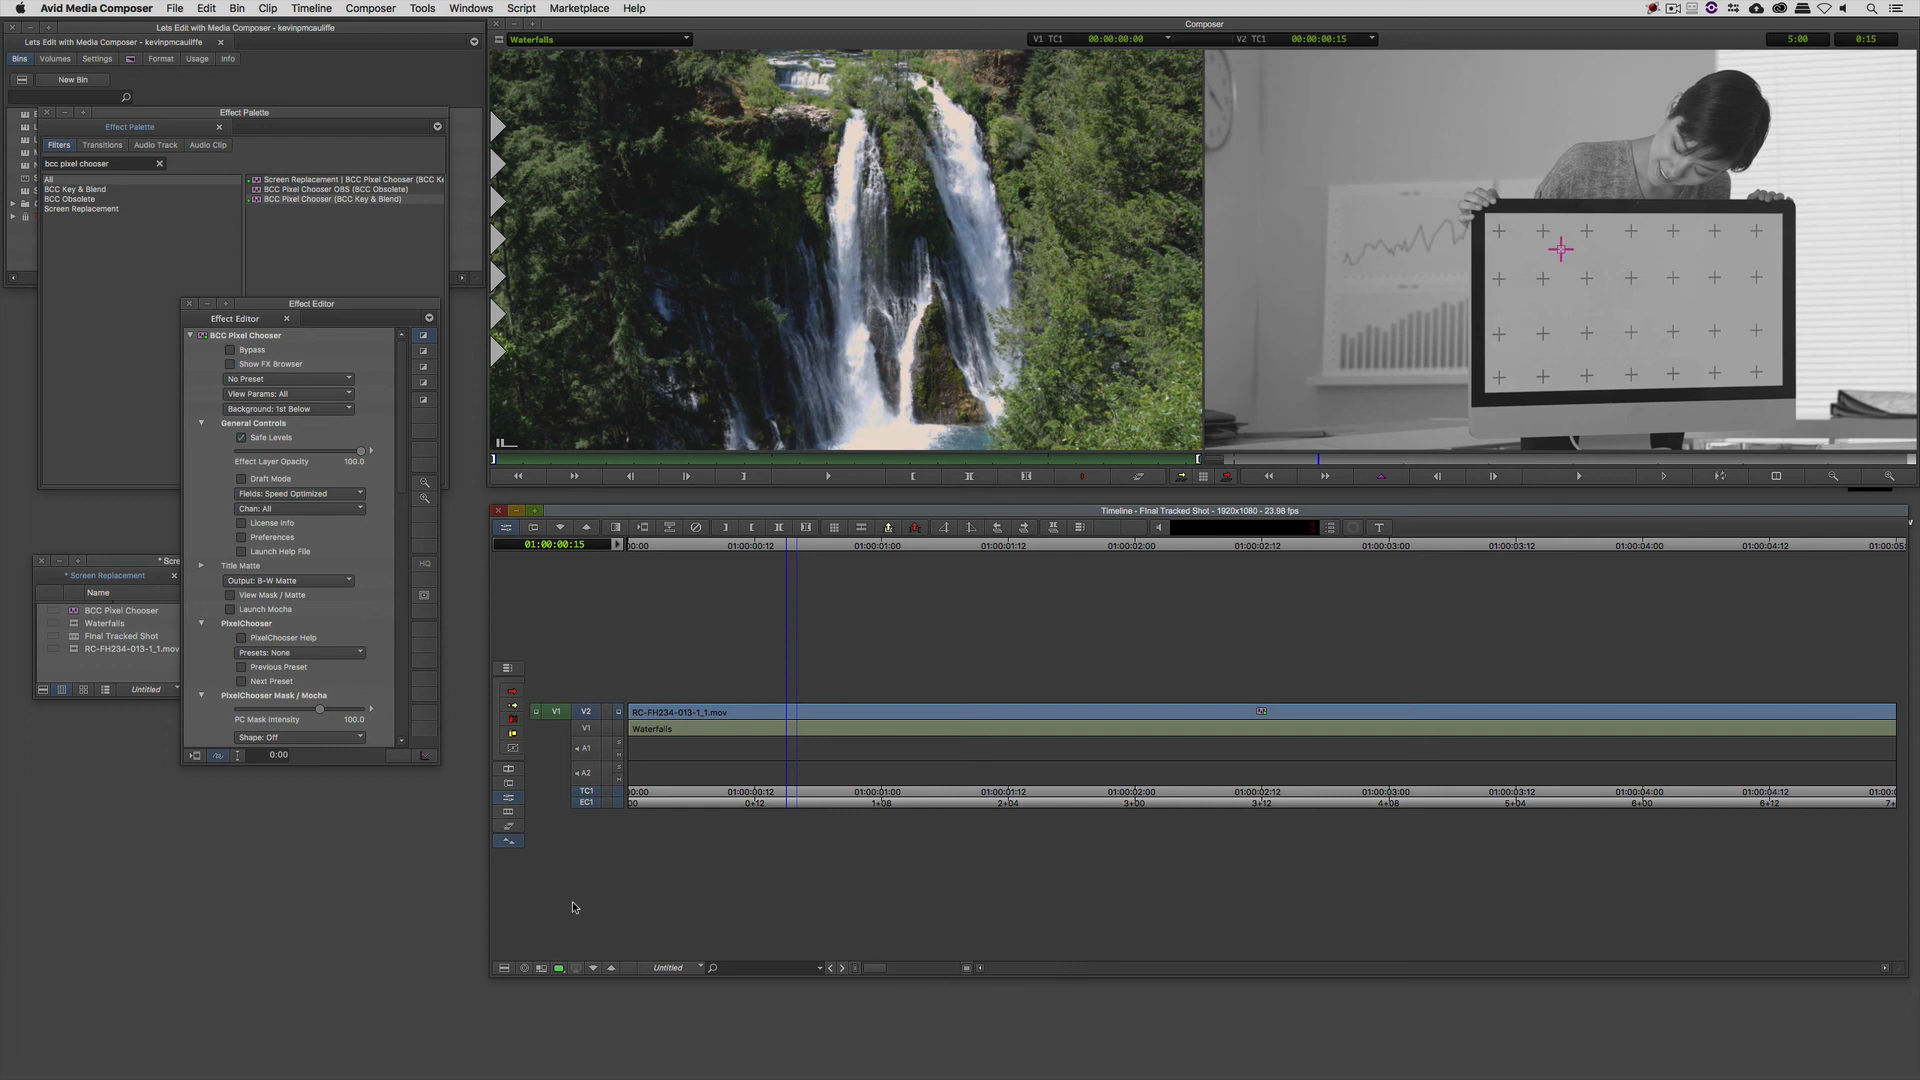 Avid Media Composer File Edit Bin Clip Timeline Composer Tools Windows Script Marketplace Help
Lets Edit with Media Composer - kevinpmcauliffe
Lets Edit with Media Composer - kevinpmcauliffe
Bins Volumes Settings Format Usage Info
New Bin
Effect Palette
Effect Palette
Filters Transitions Audio Track Audio Clip
bcc pixel chooser
All
BCC Key & Blend
BCC Obsolete
Screen Replacement
Screen Replacement | BCC Pixel Chooser (BCC Ke
BCC Pixel Chooser OBS (BCC Obsolete)
BCC Pixel Chooser (BCC Key & Blend)
Effect Editor
Effect Editor
BCC Pixel Chooser
Bypass
Show FX Browser
No Preset
View Params: All
Background: 1st Below
General Controls
Safe Levels
Effect Layer Opacity 100.0
Draft Mode
Fields: Speed Optimized
Chan: All
License Info
Preferences
Launch Help File
Title Matte
Output: B-W Matte
View Mask / Matte
Launch Mocha
PixelChooser
PixelChooser Help
Presets: None
Previous Preset
Next Preset
PixelChooser Mask / Mocha
PC Mask Intensity 100.0
Shape: Off
0:00
HQ
* Scre
* Screen Replacement
Name
BCC Pixel Chooser
Waterfalls
FInal Tracked Shot
RC-FH234-013-1_1.mov
Untitled
Composer
Waterfalls
V1 TC1 00:00:00:00
V2 TC1 00:00:00:15
5:00
0:15
Timeline - FInal Tracked Shot - 1920x1080 - 23.98 fps
01:00:00:15
00:00 01:00:00:12 01:00:01:00 01:00:01:12 01:00:02:00 01:00:02:12 01:00:03:00 01:00:03:12 01:00:04:00 01:00:04:12 01:00:05
V1 V2 RC-FH234-013-1_1.mov
V1 Waterfalls
A1
A2
TC1 00:00 01:00:00:12 01:00:01:00 01:00:01:12 01:00:02:00 01:00:02:12 01:00:03:00 01:00:03:12 01:00:04:00 01:00:04:12 01:00:0
EC1 00 0+12 1+08 2+04 3+00 3+12 4+08 5+04 6+00 6+12 7+
Untitled